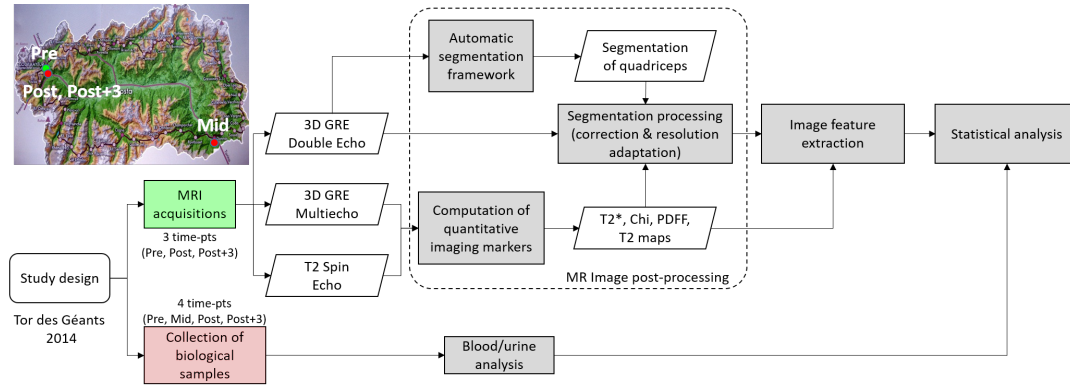 Pre
Post, Post+3
Mid
Automatic
segmentation
framework
Segmentation
of quadriceps
3D GRE
Double Echo
Segmentation processing
(correction & resolution
adaptation)
Image feature
extraction
Statistical analysis
MRI
acquisitions
3 time-pts
(Pre, Post, Post+3)
3D GRE
Multiecho
Computation of
quantitative
imaging markers
T2*, Chi, PDFF,
T2 maps
T2 Spin
Echo
MR Image post-processing
Study design
Tor des Géants
2014
4 time-pts
(Pre, Mid, Post, Post+3)
Collection of
biological
samples
Blood/urine
analysis